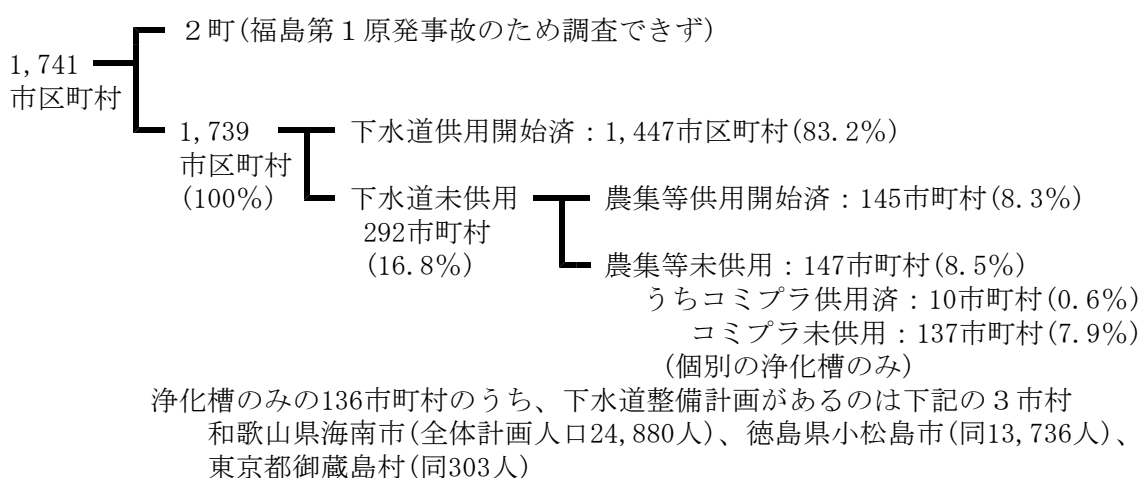 ２町(福島第１原発事故のため調査できず)
1,741
市区町村
1,739
市区町村
(100%)
下水道供用開始済：1,447市区町村(83.2%)
下水道未供用
292市町村
(16.8%)
農集等供用開始済：145市町村(8.3%)
農集等未供用：147市町村(8.5%)
うちコミプラ供用済：10市町村(0.6%)
コミプラ未供用：137市町村(7.9%)
(個別の浄化槽のみ)
浄化槽のみの136市町村のうち、下水道整備計画があるのは下記の３市村
和歌山県海南市(全体計画人口24,880人)、徳島県小松島市(同13,736人)、
東京都御蔵島村(同303人)